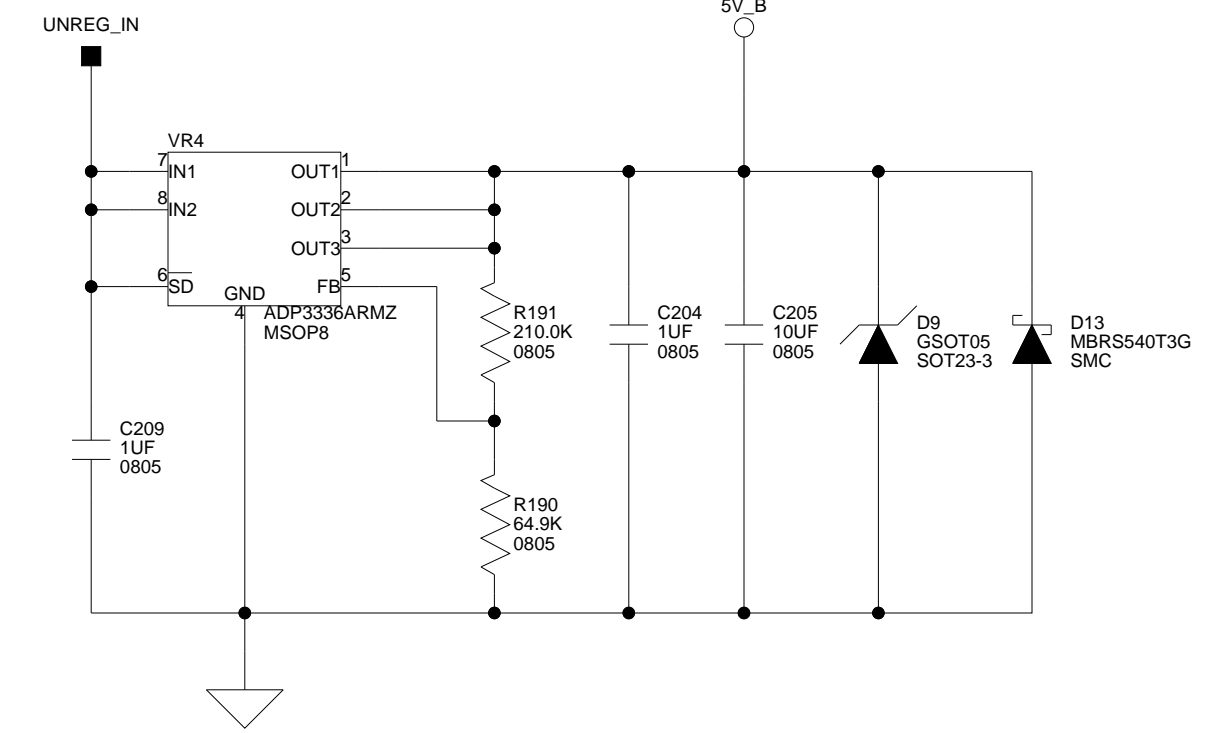 5V_B
UNREG_IN
VR4
7
IN1
OUT1
1
8
IN2
OUT2
2
OUT3
3
6
SD
GND
FB
5
4
ADP3336ARMZ
MSOP8
R191
210.0K
0805
C204
1UF
0805
C205
10UF
0805
D9
GSOT05
SOT23-3
D13
MBRS540T3G
SMC
C209
1UF
0805
R190
64.9K
0805